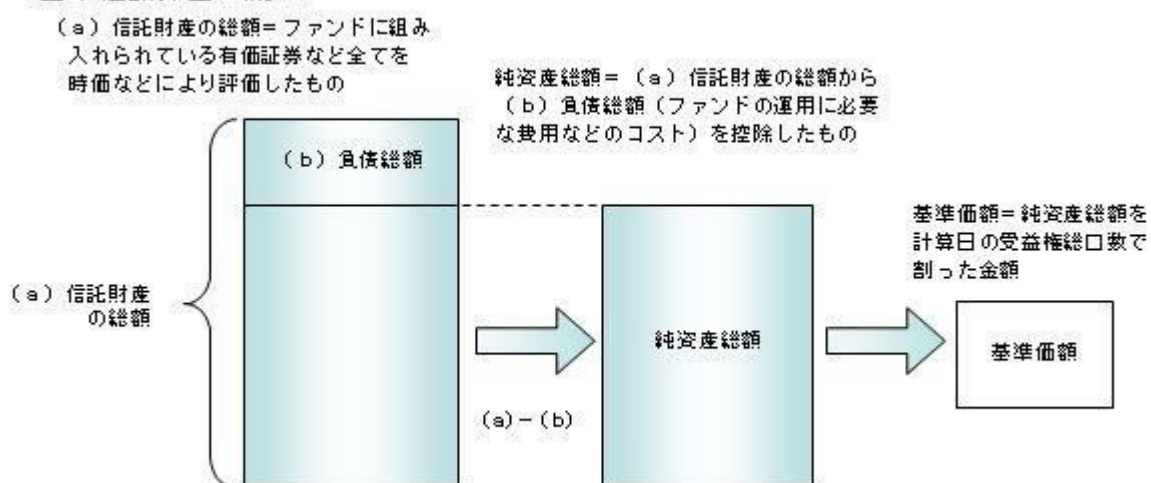 (a)信託財産の総額=ファンドに組み
入れられている有価証券など全てを
時価などにより評価したもの
純資産総額=(a)信託財産の総額から
(b)負債総額(ファンドの運用に必要
な費用などのコスト)を控除したもの
(b)負債総額
基準価額=純資産総額を
計算日の受益権総口数で
割った金額
(a)信託財産
の総額
純資産総額
基準価額
(a)-(b)